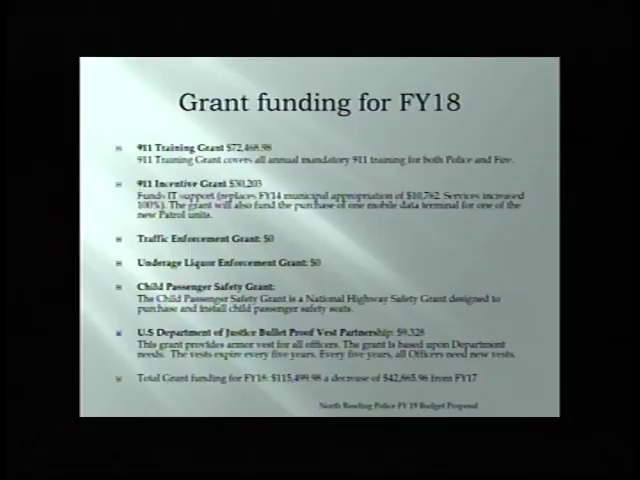 Grant funding for FY18
911 Training Grant $72,468.98
911 Training Grant covers all annual mandatory 911 training for both Police and Fire.
911 Incentive Grant $30,203
Funds IT support (replaces FY14 municipal appropriation of $10,762. Services increased
100%). The grant will also fund the purchase of one mobile data terminal for one of the
new Patrol units.
Traffic Enforcement Grant: $0
Underage Liquor Enforcement Grant: $0
Child Passenger Safety Grant:
The Child Passenger Safety Grant is a National Highway Safety Grant designed to
purchase and install child passenger safety seats.
U.S Department of Justice Bullet Proof Vest Partnership: $9,328
This grant provides armor vest for all officers. The grant is based upon Department
needs. The vests expire every five years. Every five years, all Officers need new vests.
Total Grant funding for FY18: $115,499.98 a decrease of $42,865.96 from FY17
North Reading Police FY 19 Budget Proposal